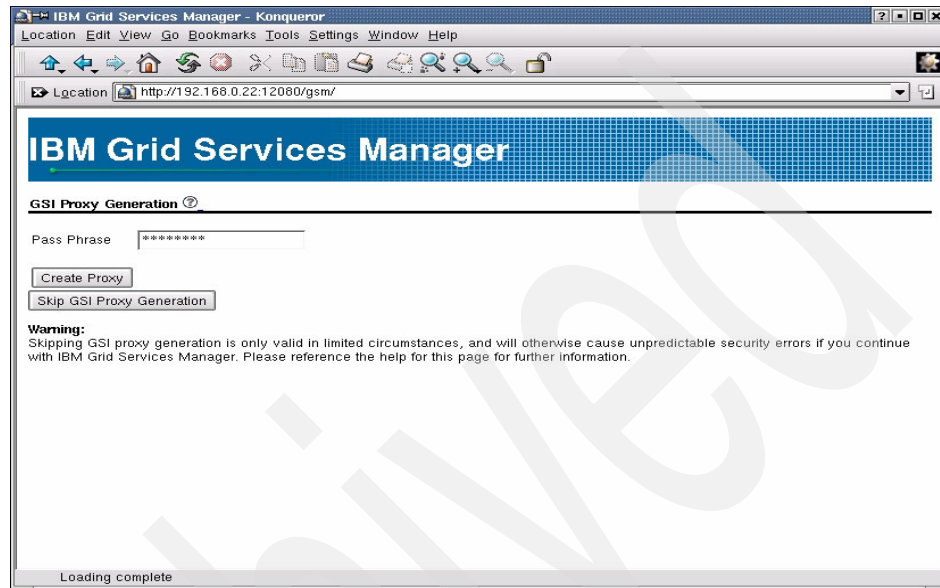 IBM Grid Services Manager - Konqueror
Location Edit View Go Bookmarks Tools Settings Window Help
Location http://192.168.0.22:12080/gsm/
IBM Grid Services Manager
GSI Proxy Generation ?
Pass Phrase ********
Create Proxy
Skip GSI Proxy Generation
Warning:
Skipping GSI proxy generation is only valid in limited circumstances, and will otherwise cause unpredictable security errors if you continue
with IBM Grid Services Manager. Please reference the help for this page for further information.
Loading complete